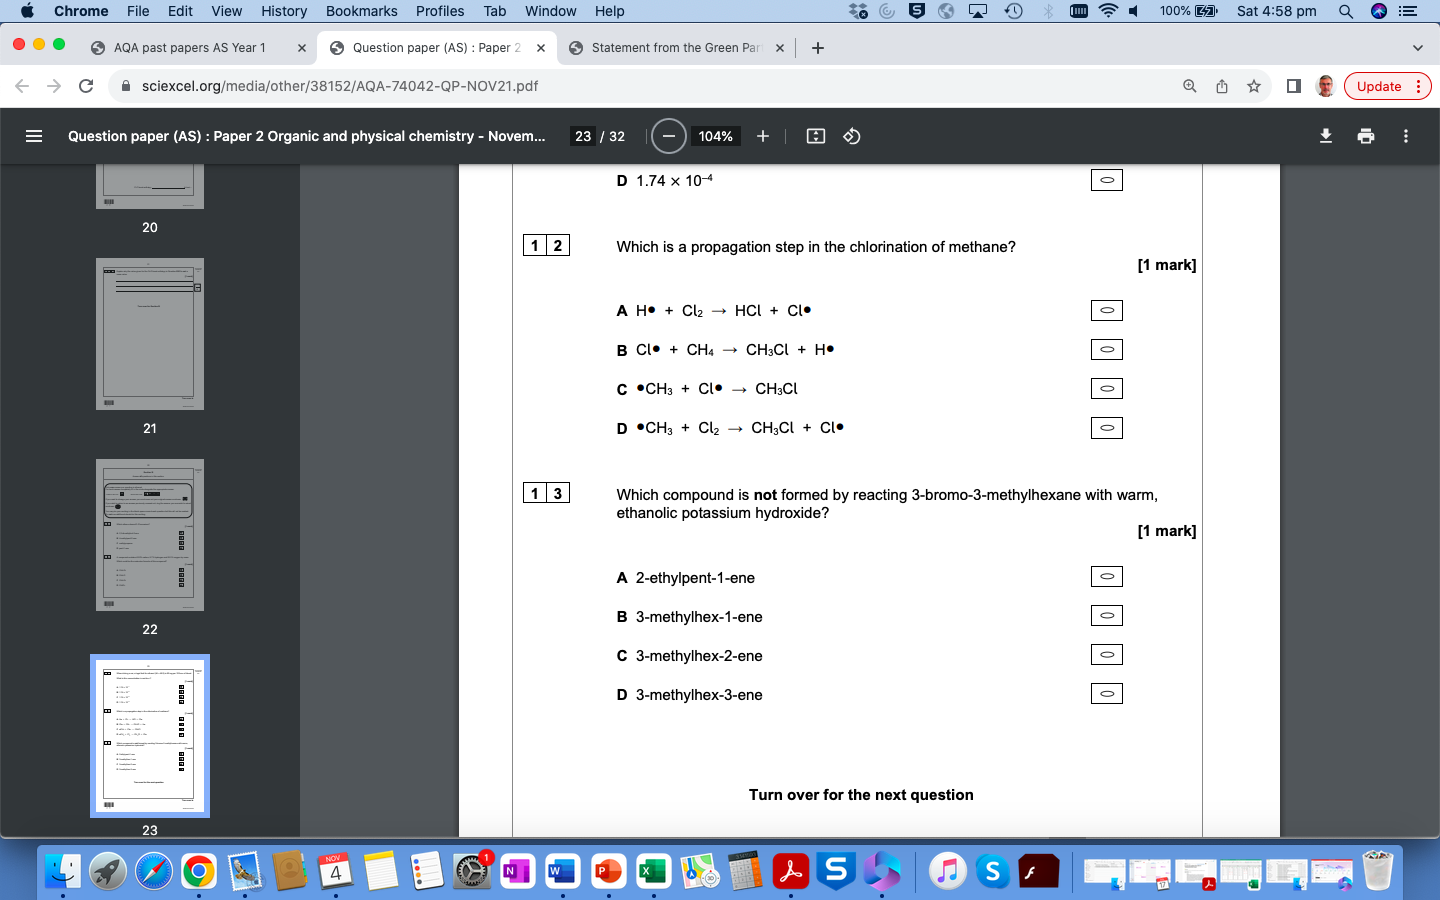 Chrome File Edit View History Bookmarks Profiles Tab Window Help 100% Sat 4:58 pm
AQA past papers AS Year 1 Question paper (AS) : Paper 2 Statement from the Green Par
sciexcel.org/media/other/38152/AQA-74042-QP-NOV21.pdf Update
Question paper (AS) : Paper 2 Organic and physical chemistry - Novem... 23 / 32 104%
20
21
22
23
D 1.74 × 10⁻⁴
1 2 Which is a propagation step in the chlorination of methane?
[1 mark]
A H• + Cl₂ → HCl + Cl•
B Cl• + CH₄ → CH₃Cl + H•
C •CH₃ + Cl• → CH₃Cl
D •CH₃ + Cl₂ → CH₃Cl + Cl•
1 3 Which compound is not formed by reacting 3-bromo-3-methylhexane with warm,
ethanolic potassium hydroxide?
[1 mark]
A 2-ethylpent-1-ene
B 3-methylhex-1-ene
C 3-methylhex-2-ene
D 3-methylhex-3-ene
Turn over for the next question
NOV
4
1
17